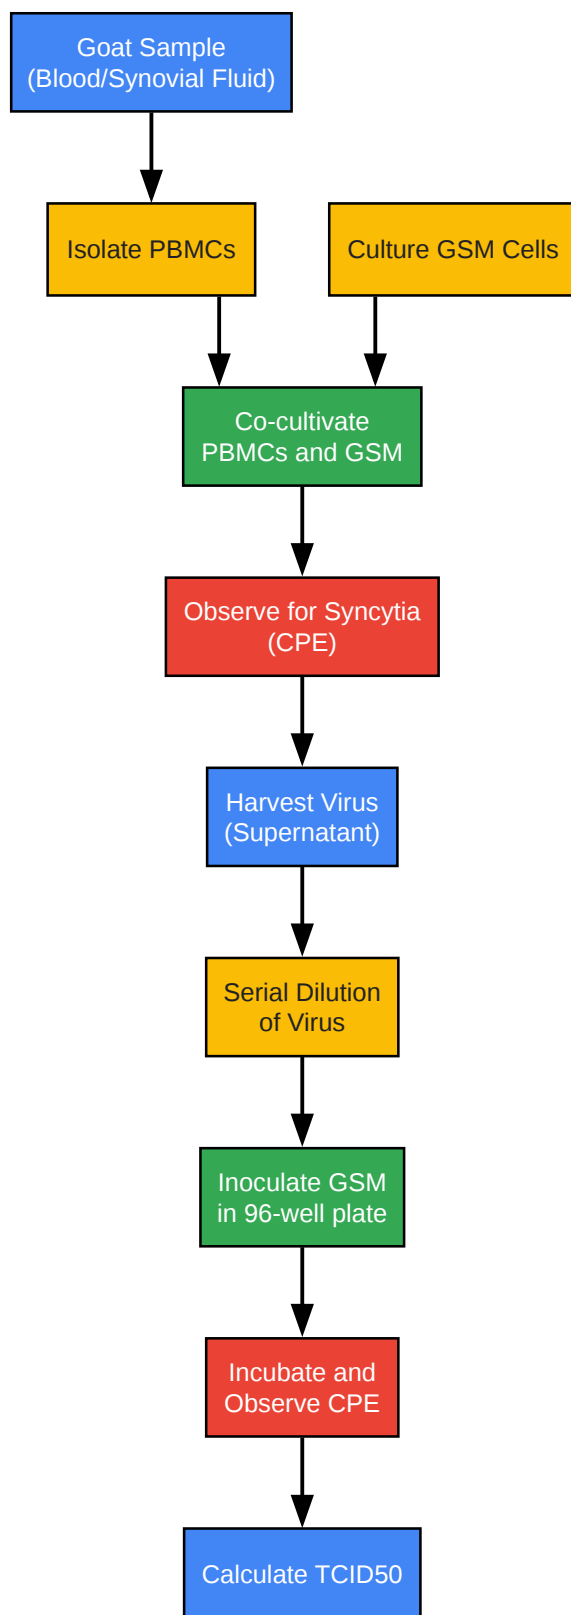 Goat Sample
(Blood/Synovial Fluid)
Isolate PBMCs
Culture GSM Cells
Co-cultivate
PBMCs and GSM
Observe for Syncytia
(CPE)
Harvest Virus
(Supernatant)
Serial Dilution
of Virus
Inoculate GSM
in 96-well plate
Incubate and
Observe CPE
Calculate TCID50